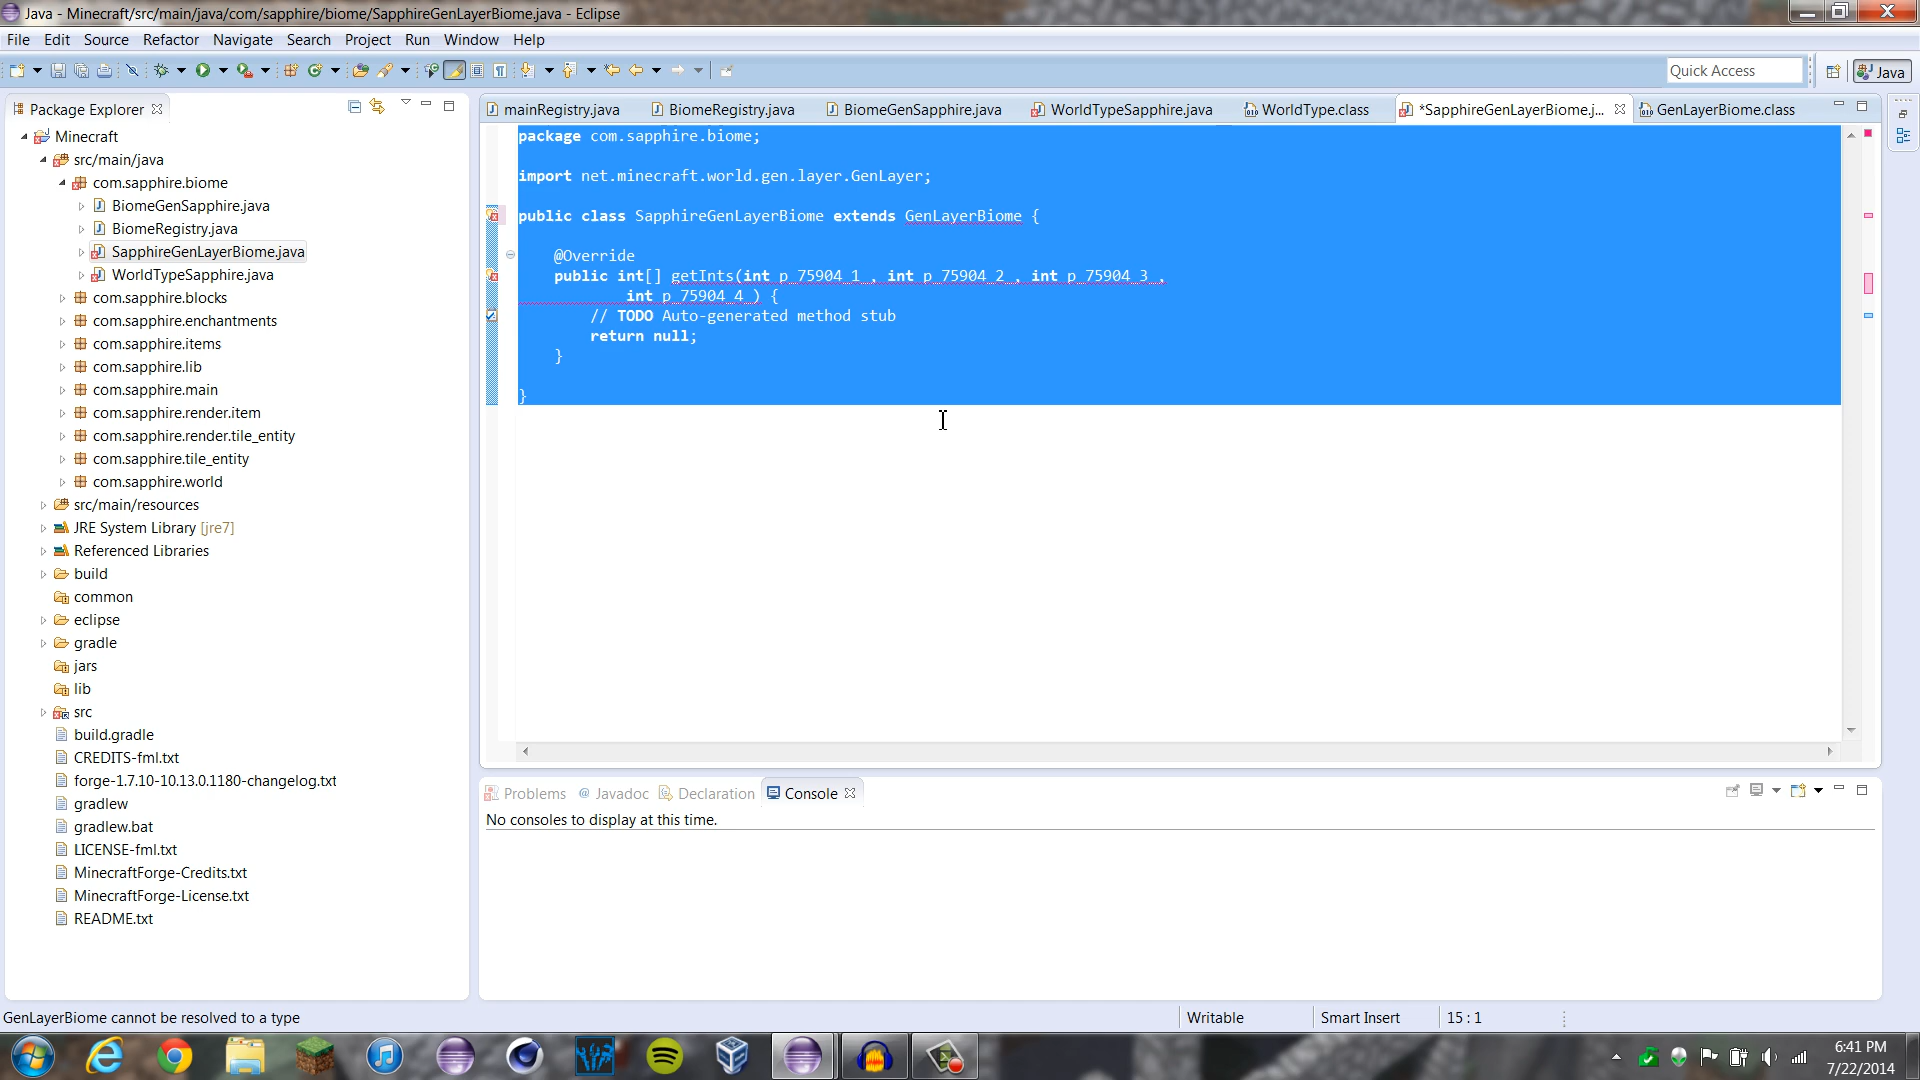 Java - Minecraft/src/main/java/com/sapphire/biome/SapphireGenLayerBiome.java - Eclipse
File Edit Source Refactor Navigate Search Project Run Window Help
Quick Access
Java
Package Explorer
Minecraft
src/main/java
com.sapphire.biome
BiomeGenSapphire.java
BiomeRegistry.java
SapphireGenLayerBiome.java
WorldTypeSapphire.java
com.sapphire.blocks
com.sapphire.enchantments
com.sapphire.items
com.sapphire.lib
com.sapphire.main
com.sapphire.render.item
com.sapphire.render.tile_entity
com.sapphire.tile_entity
com.sapphire.world
src/main/resources
JRE System Library [jre7]
Referenced Libraries
build
common
eclipse
gradle
jars
lib
src
build.gradle
CREDITS-fml.txt
forge-1.7.10-10.13.0.1180-changelog.txt
gradlew
gradlew.bat
LICENSE-fml.txt
MinecraftForge-Credits.txt
MinecraftForge-License.txt
README.txt
mainRegistry.java BiomeRegistry.java BiomeGenSapphire.java WorldTypeSapphire.java WorldType.class *SapphireGenLayerBiome.j... GenLayerBiome.class
package com.sapphire.biome;
import net.minecraft.world.gen.layer.GenLayer;
public class SapphireGenLayerBiome extends GenLayerBiome {
@Override
public int[] getInts(int p_75904_1_, int p_75904_2_, int p_75904_3_,
int p_75904_4_) {
// TODO Auto-generated method stub
return null;
}
}
Problems @ Javadoc Declaration Console
No consoles to display at this time.
GenLayerBiome cannot be resolved to a type
Writable Smart Insert 15 : 1
6:41 PM
7/22/2014